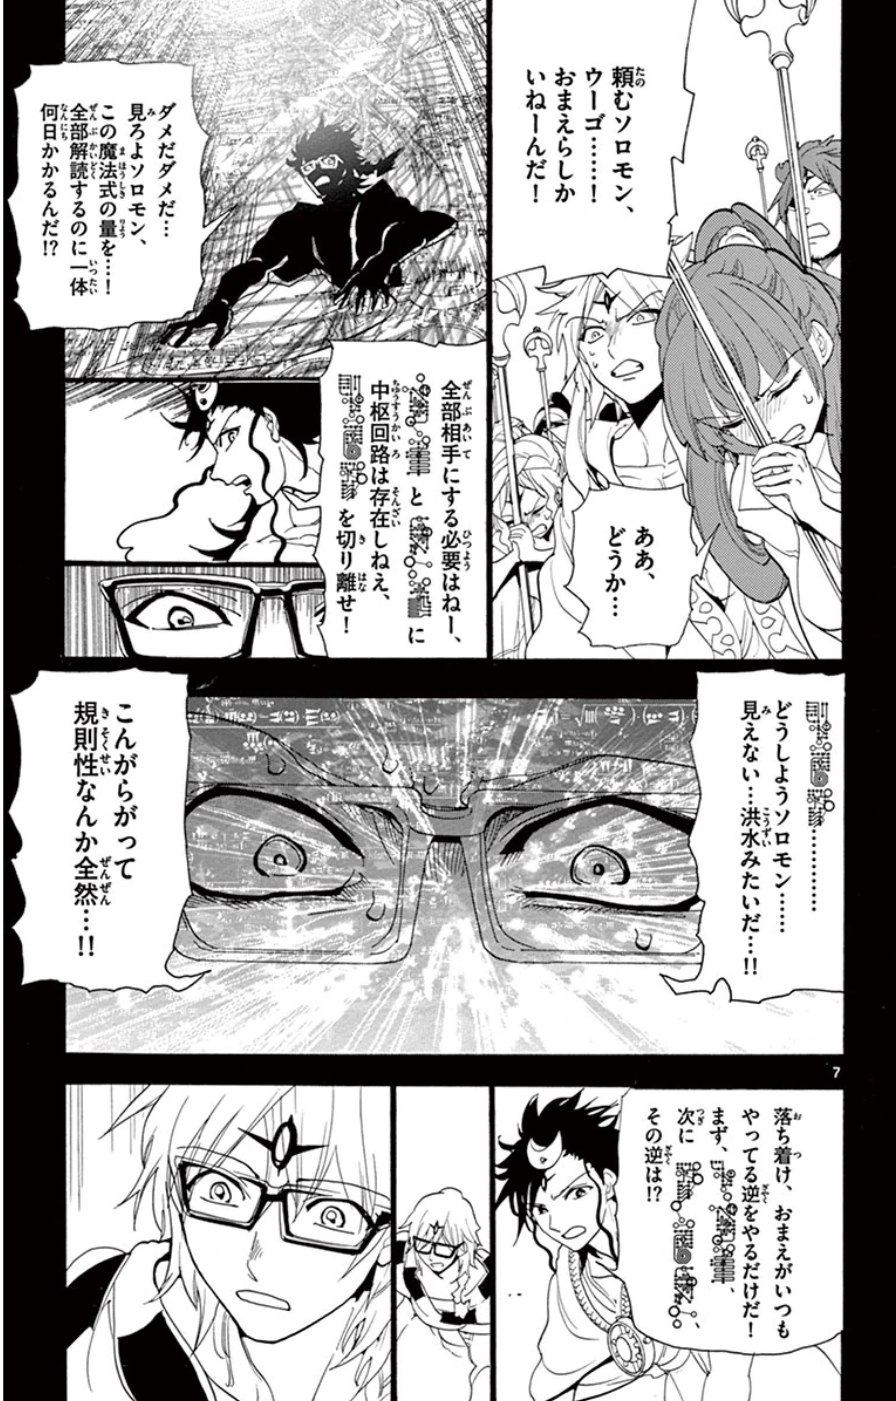 頼むソロモン、
ウーゴ……!
おまえらしか
いねーんだ!
ああ、
どうか…
ダメだダメだ…
見ろよソロモン、
この魔法式の量を…!
全部解読するのに一体
何日かかるんだ!?
全部相手にする必要はねー、
と
に
中枢回路は存在しねえ、
を切り離せ!
……………
どうしようソロモン……
見えない…洪水みたいだ…!!
こんがらがって
規則性なんか全然…!!
7
落ち着け、おまえがいつも
やってる逆をやるだけだ!
まず、
、
次に
、
その逆は!?